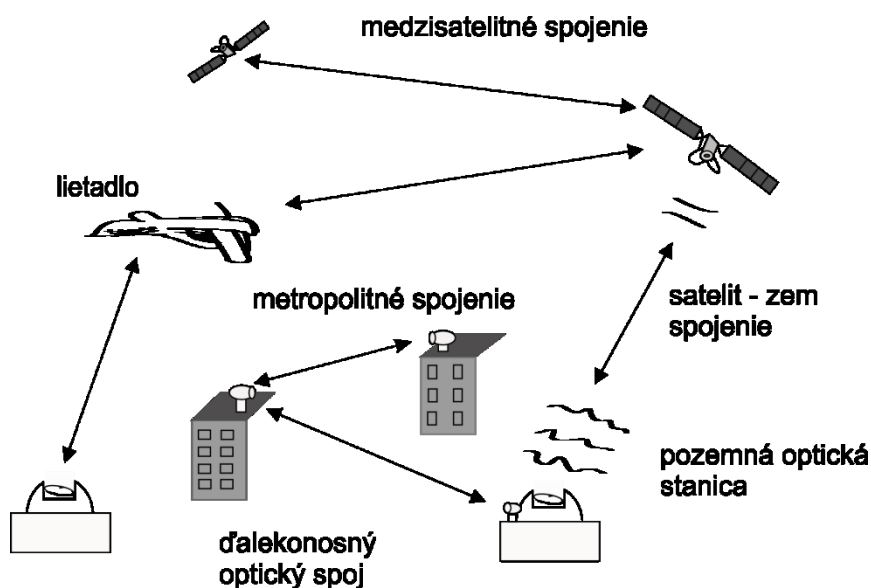 medzisatelitné spojenie
lietadlo
metropolitné spojenie
satelit - zem
spojenie
pozemná optická
stanica
ďalekonosný
optický spoj